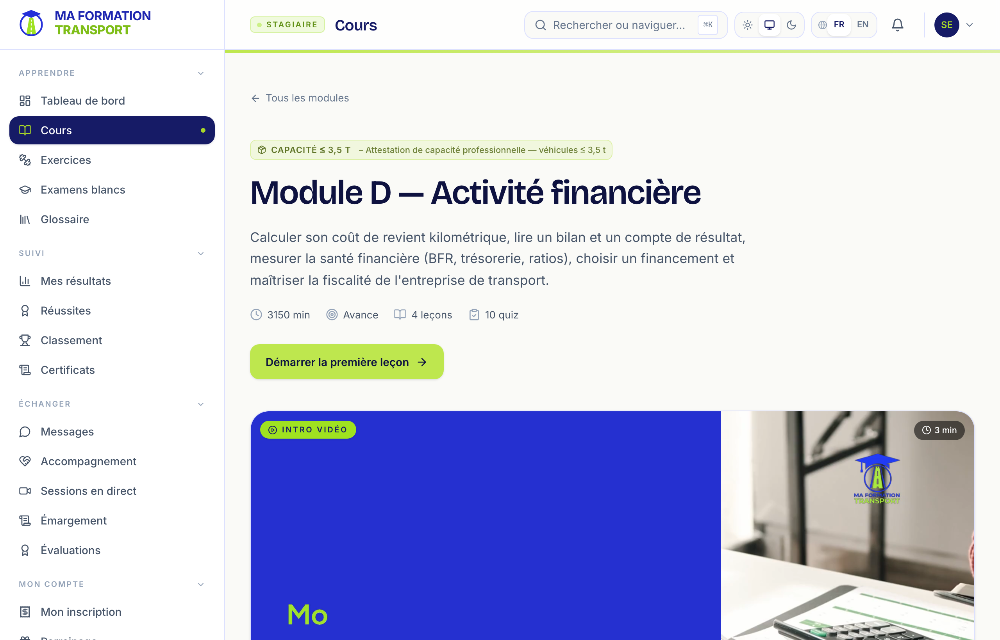 MA FORMATION
TRANSPORT
STAGIAIRE
Cours
Rechercher ou naviguer...
⌘K
FR
EN
SE
APPRENDRE
Tableau de bord
Cours
Exercices
Examens blancs
Glossaire
SUIVI
Mes résultats
Réussites
Classement
Certificats
ÉCHANGER
Messages
Accompagnement
Sessions en direct
Émargement
Évaluations
MON COMPTE
Mon inscription
Parrainage
Tous les modules
CAPACITÉ ≤ 3,5 T – Attestation de capacité professionnelle — véhicules ≤ 3,5 t
Module D — Activité financière
Calculer son coût de revient kilométrique, lire un bilan et un compte de résultat,
mesurer la santé financière (BFR, trésorerie, ratios), choisir un financement et
maîtriser la fiscalité de l'entreprise de transport.
3150 min
Avance
4 leçons
10 quiz
Démarrer la première leçon
INTRO VIDÉO
3 min
MA FORMATION
TRANSPORT
Mo